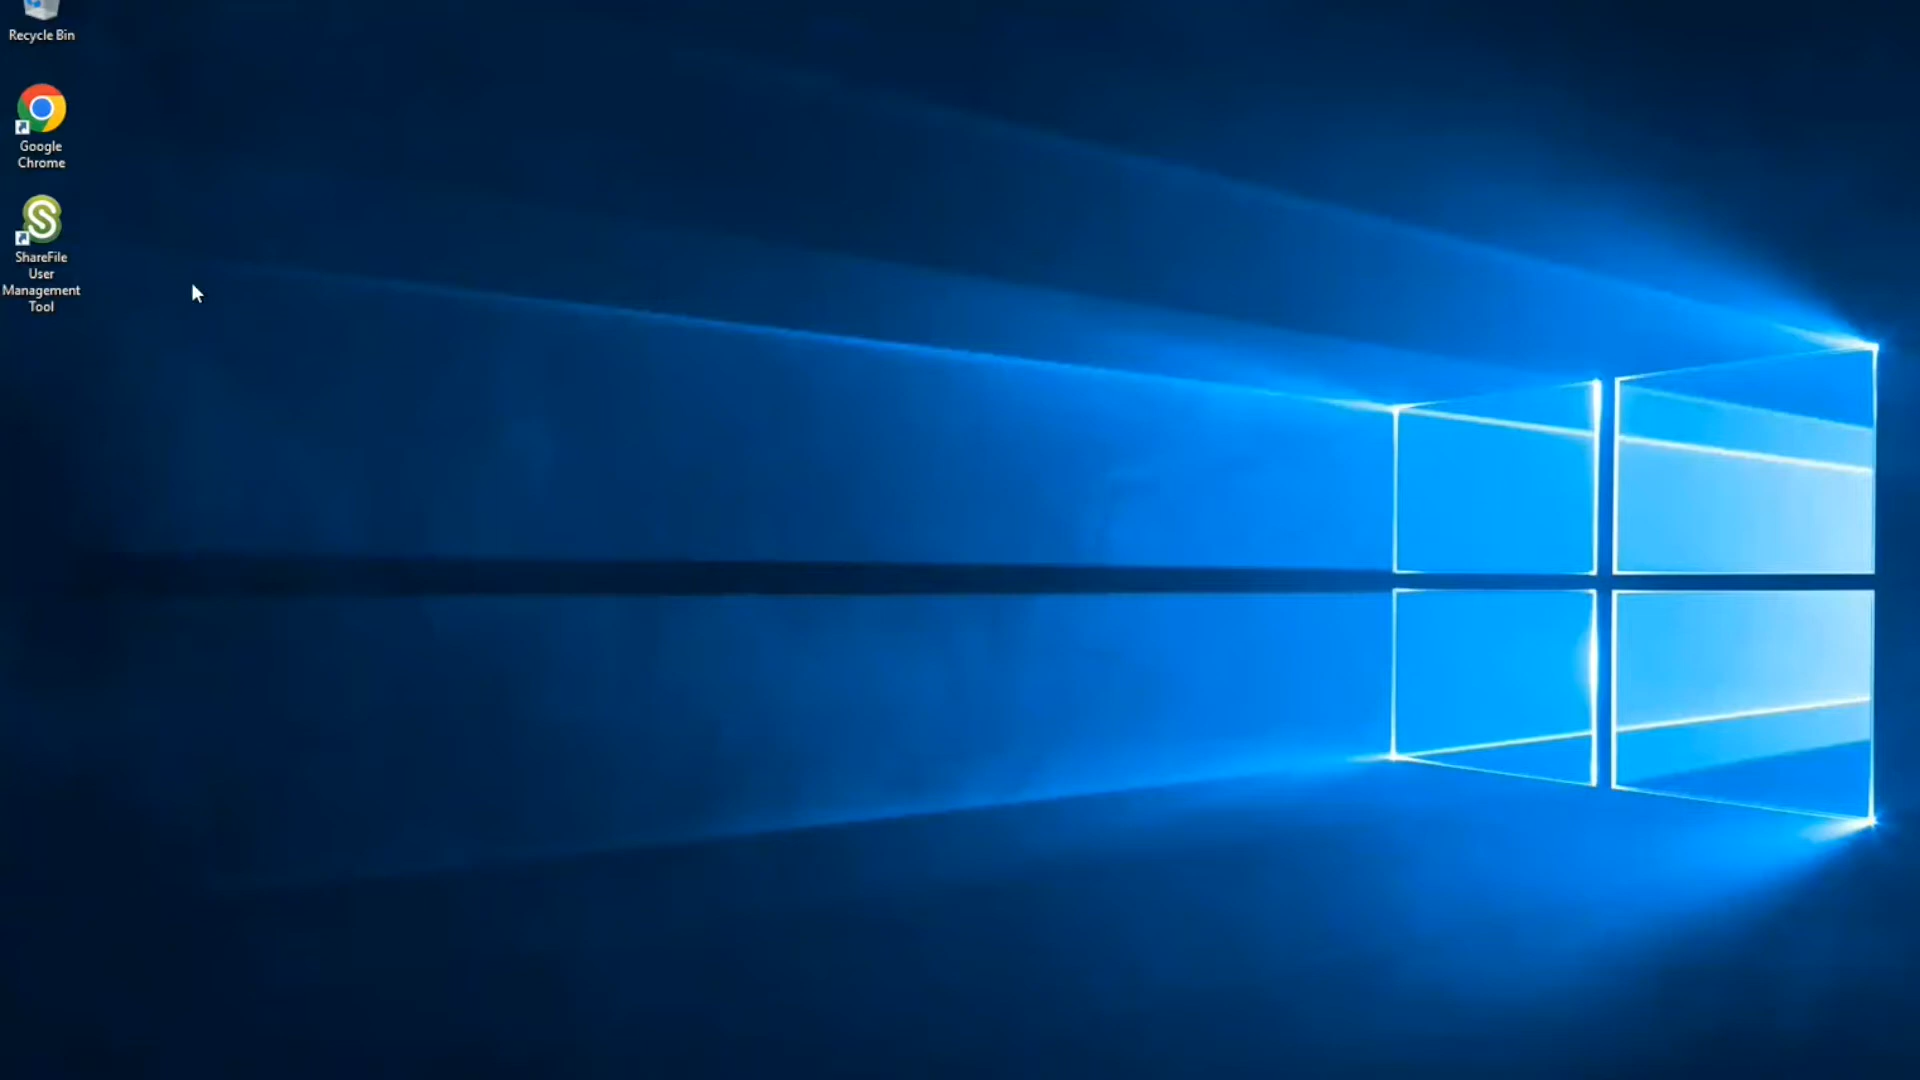 Recycle Bin
Google
Chrome
ShareFile
User
Management
Tool